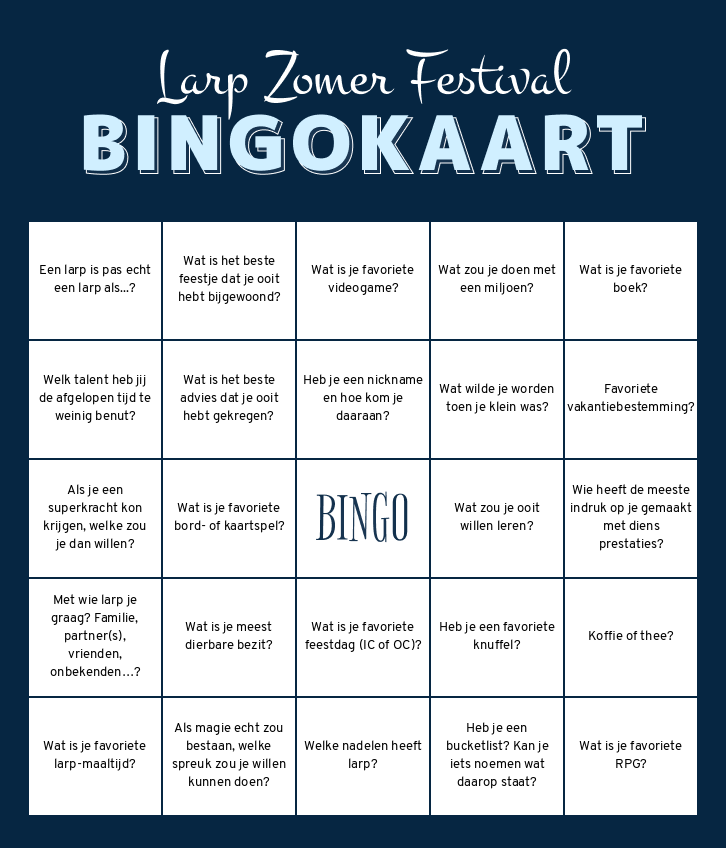 Larp Zomer Festival
BINGOKAART
Een larp is pas echt
een larp als...?
Wat is het beste
feestje dat je ooit
hebt bijgewoond?
Wat is je favoriete
videogame?
Wat zou je doen met
een miljoen?
Wat is je favoriete
boek?
Welk talent heb jij
de afgelopen tijd te
weinig benut?
Wat is het beste
advies dat je ooit
hebt gekregen?
Heb je een nickname
en hoe kom je
daaraan?
Wat wilde je worden
toen je klein was?
Favoriete
vakantiebestemming?
Als je een
superkracht kon
krijgen, welke zou
je dan willen?
Wat is je favoriete
bord- of kaartspel?
BINGO
Wat zou je ooit
willen leren?
Wie heeft de meeste
indruk op je gemaakt
met diens
prestaties?
Met wie larp je
graag? Familie,
partner(s),
vrienden,
onbekenden...?
Wat is je meest
dierbare bezit?
Wat is je favoriete
feestdag (IC of OC)?
Heb je een favoriete
knuffel?
Koffie of thee?
Wat is je favoriete
larp-maaltijd?
Als magie echt zou
bestaan, welke
spreuk zou je willen
kunnen doen?
Welke nadelen heeft
larp?
Heb je een
bucketlist? Kan je
iets noemen wat
daarop staat?
Wat is je favoriete
RPG?